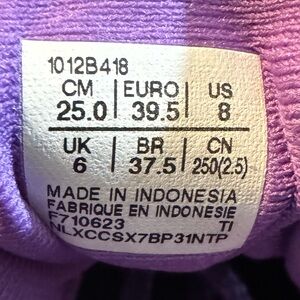 1012B418
CM | EURO | US
25.0 | 39.5 | 8
UK | BR | CN
6 | 37.5 | 250(2.5)
MADE IN INDONESIA
FABRIQUE EN INDONESIE
F710623 TI
NLXCCSX7BP31NTP